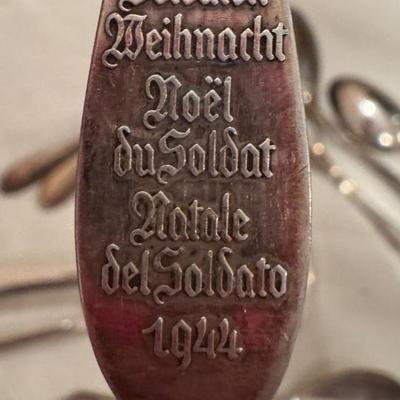 Weihnacht
Noël
du Soldat
Natale
del Soldato
1944